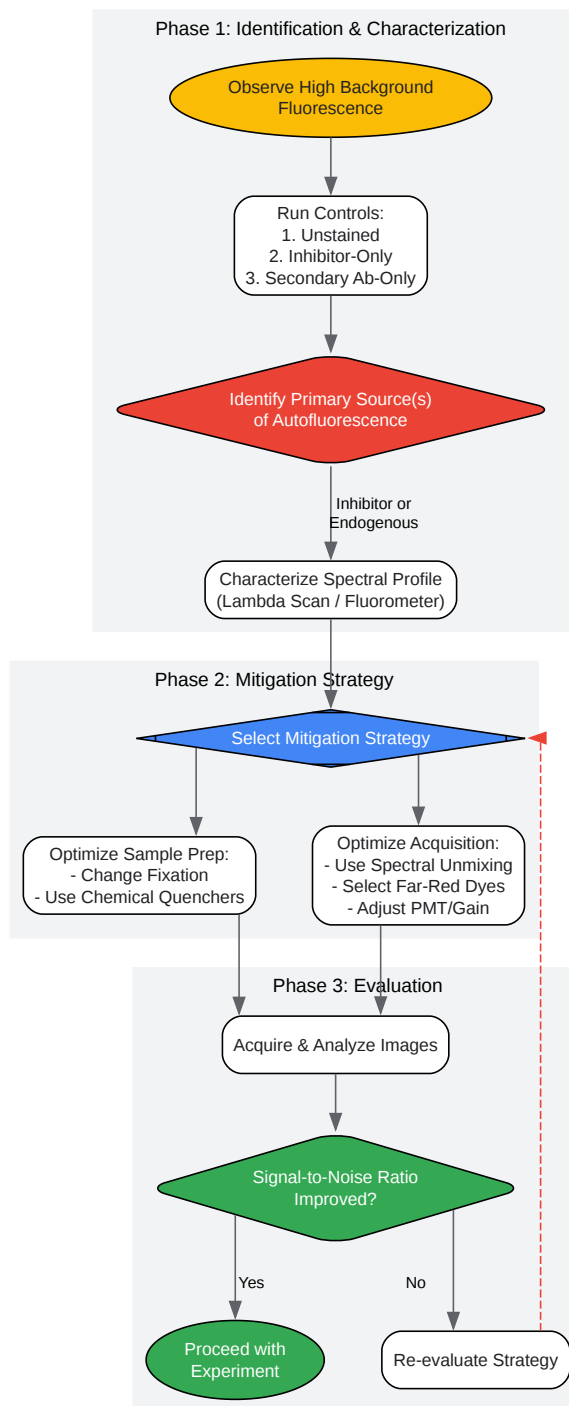 Phase 1: Identification & Characterization
Observe High Background
Fluorescence
Run Controls:
1. Unstained
2. Inhibitor-Only
3. Secondary Ab-Only
Identify Primary Source(s)
of Autofluorescence
Inhibitor or
Endogenous
Characterize Spectral Profile
(Lambda Scan / Fluorometer)
Phase 2: Mitigation Strategy
Select Mitigation Strategy
Optimize Sample Prep:
- Change Fixation
- Use Chemical Quenchers
Optimize Acquisition:
- Use Spectral Unmixing
- Select Far-Red Dyes
- Adjust PMT/Gain
Phase 3: Evaluation
Acquire & Analyze Images
Signal-to-Noise Ratio
Improved?
Yes
No
Proceed with
Experiment
Re-evaluate Strategy